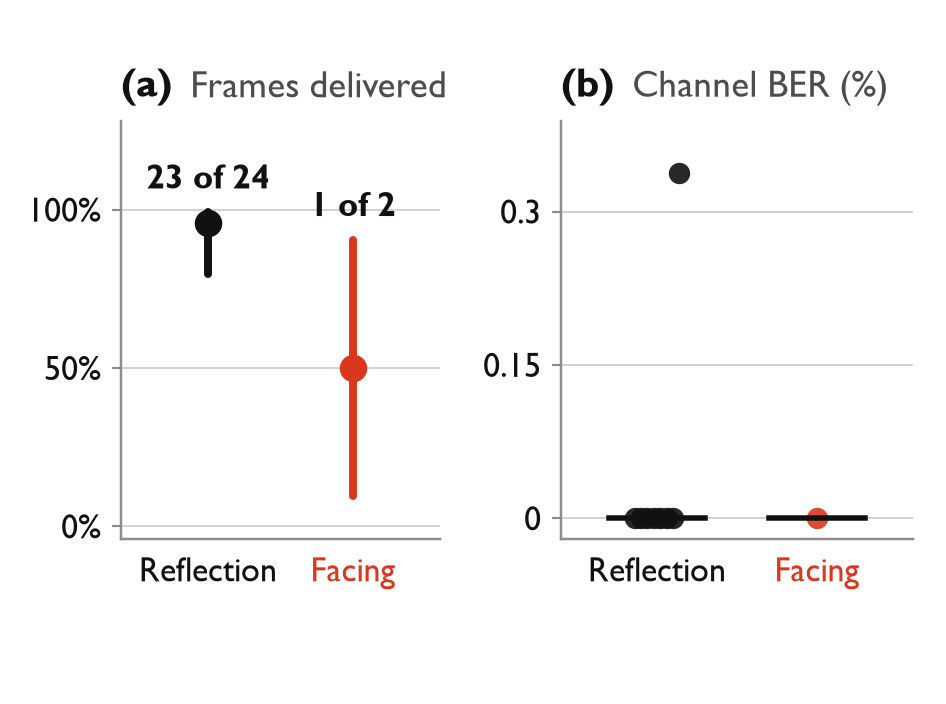 (a) Frames delivered
23 of 24
1 of 2
100%
50%
0%
Reflection Facing
(b) Channel BER (%)
0.3
0.15
0
Reflection Facing